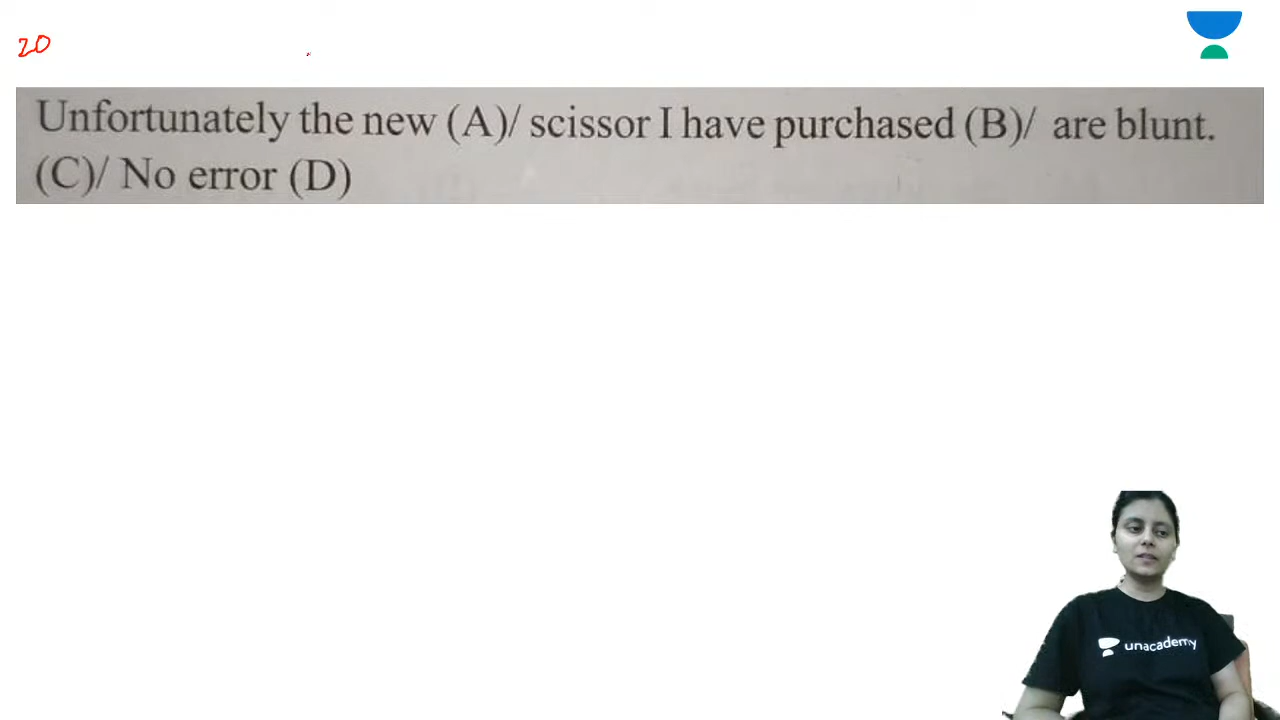 20
Unfortunately the new (A)/ scissor I have purchased (B)/ are blunt.
(C)/ No error (D)
unacademy